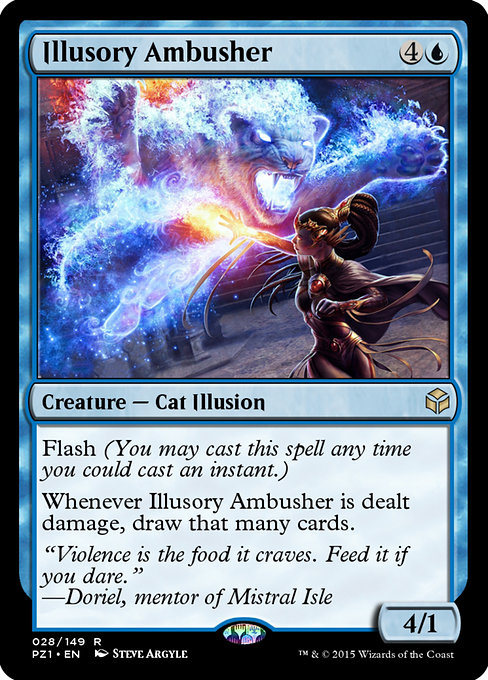 Illusory Ambusher 4
Creature — Cat Illusion
Flash (You may cast this spell any time
you could cast an instant.)
Whenever Illusory Ambusher is dealt
damage, draw that many cards.
“Violence is the food it craves. Feed it if
you dare.”
—Doriel, mentor of Mistral Isle
4/1
028/149 R
PZ1 • EN Steve Argyle ™ & © 2015 Wizards of the Coast